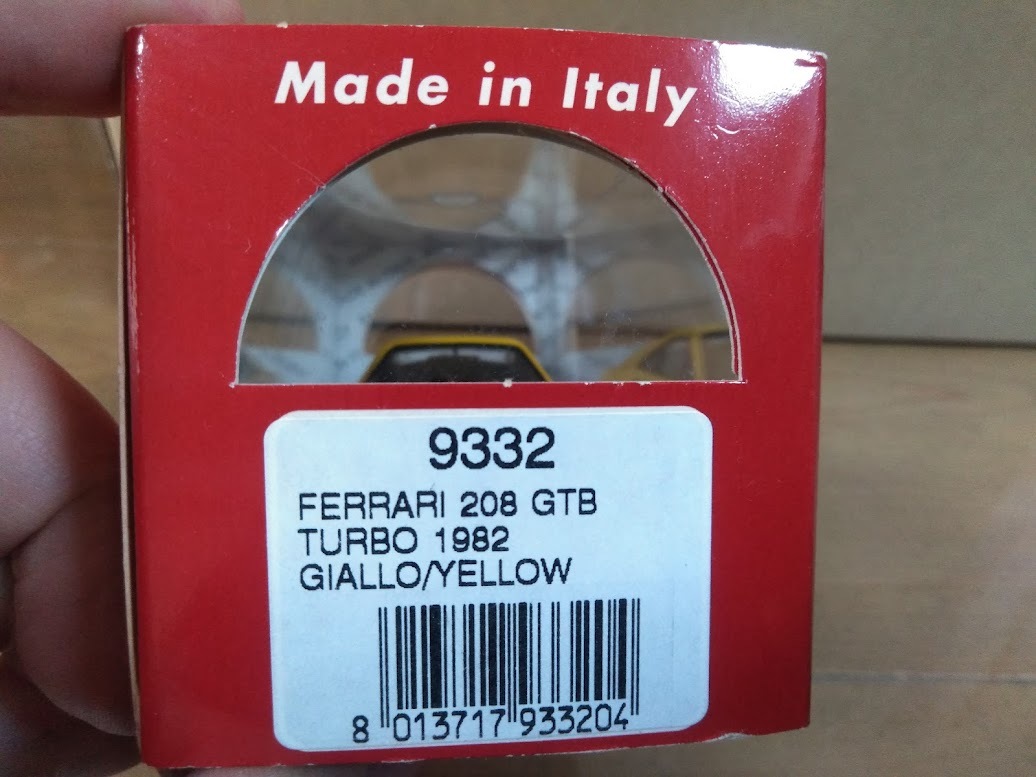 Made in Italy
9332
FERRARI 208 GTB
TURBO 1982
GIALLO/YELLOW
8 013717 933204